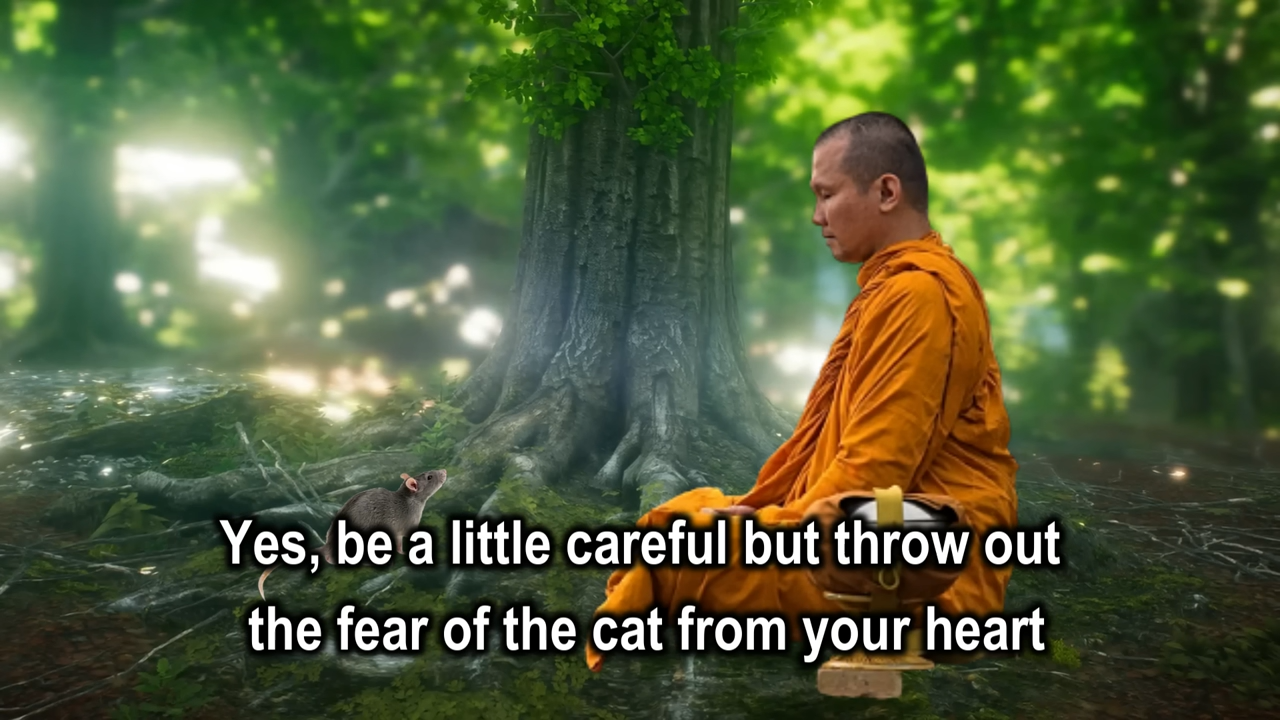 Yes, be a little careful but throw out
the fear of the cat from your heart